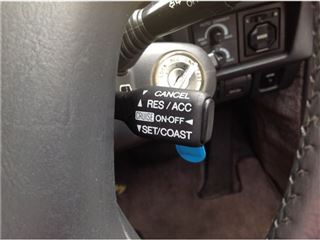 ▼ CANCEL
▲ RES/ACC
CRUISE ON·OFF ◄
▼ SET/COAST